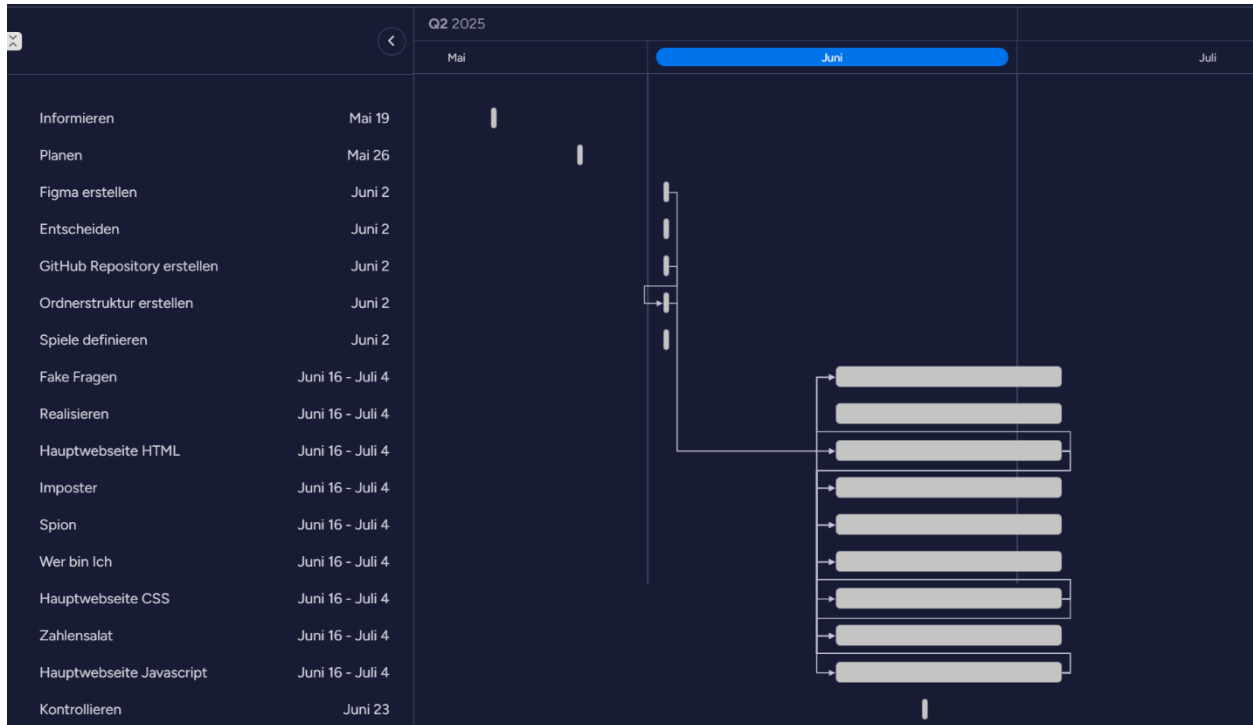 Q2 2025
Mai Juni Juli
Informieren Mai 19
Planen Mai 26
Figma erstellen Juni 2
Entscheiden Juni 2
GitHub Repository erstellen Juni 2
Ordnerstruktur erstellen Juni 2
Spiele definieren Juni 2
Fake Fragen Juni 16 - Juli 4
Realisieren Juni 16 - Juli 4
Hauptwebseite HTML Juni 16 - Juli 4
Imposter Juni 16 - Juli 4
Spion Juni 16 - Juli 4
Wer bin Ich Juni 16 - Juli 4
Hauptwebseite CSS Juni 16 - Juli 4
Zahlensalat Juni 16 - Juli 4
Hauptwebseite Javascript Juni 16 - Juli 4
Kontrollieren Juni 23